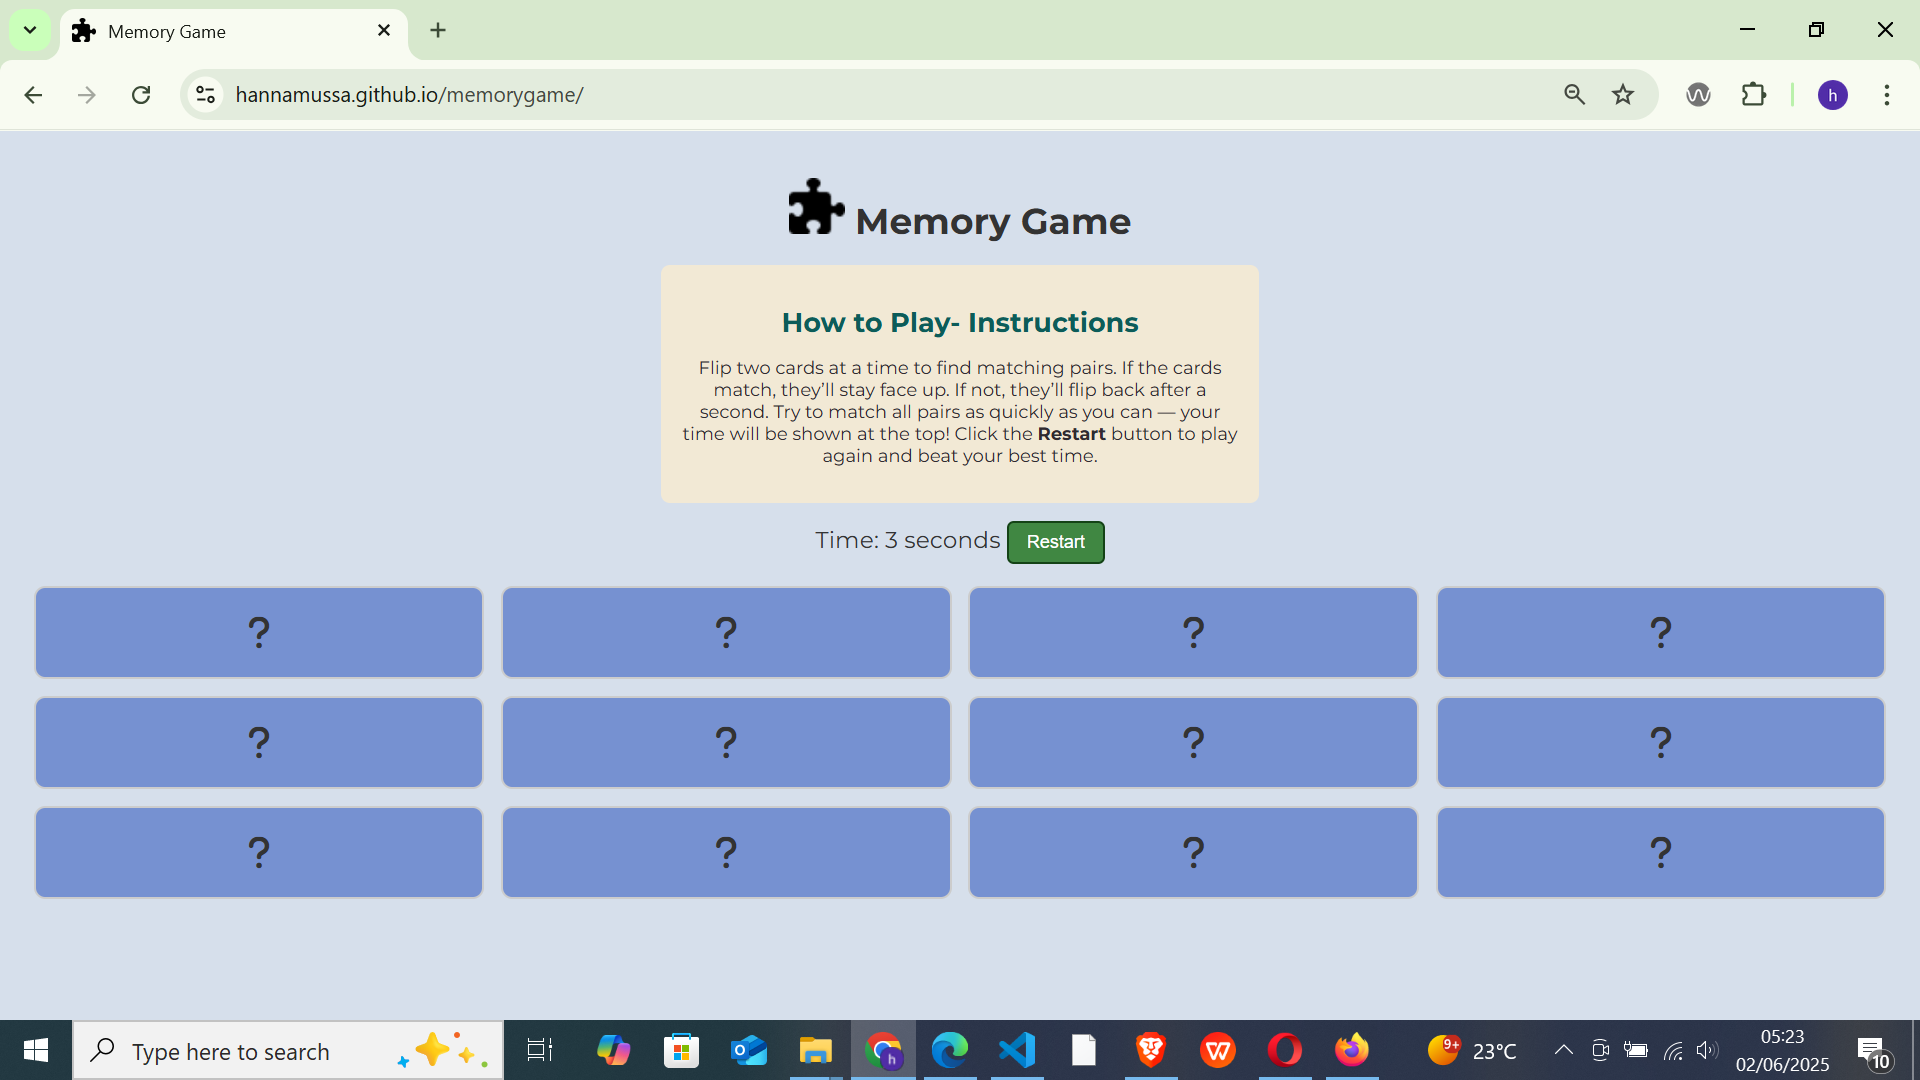 Memory Game
hannamussa.github.io/memorygame/
h
Memory Game
How to Play- Instructions
Flip two cards at a time to find matching pairs. If the cards
match, they’ll stay face up. If not, they’ll flip back after a
second. Try to match all pairs as quickly as you can — your
time will be shown at the top! Click the Restart button to play
again and beat your best time.
Time: 3 seconds Restart
? ? ? ?
? ? ? ?
? ? ? ?
Type here to search
h
9+
23°C
05:23
02/06/2025
10